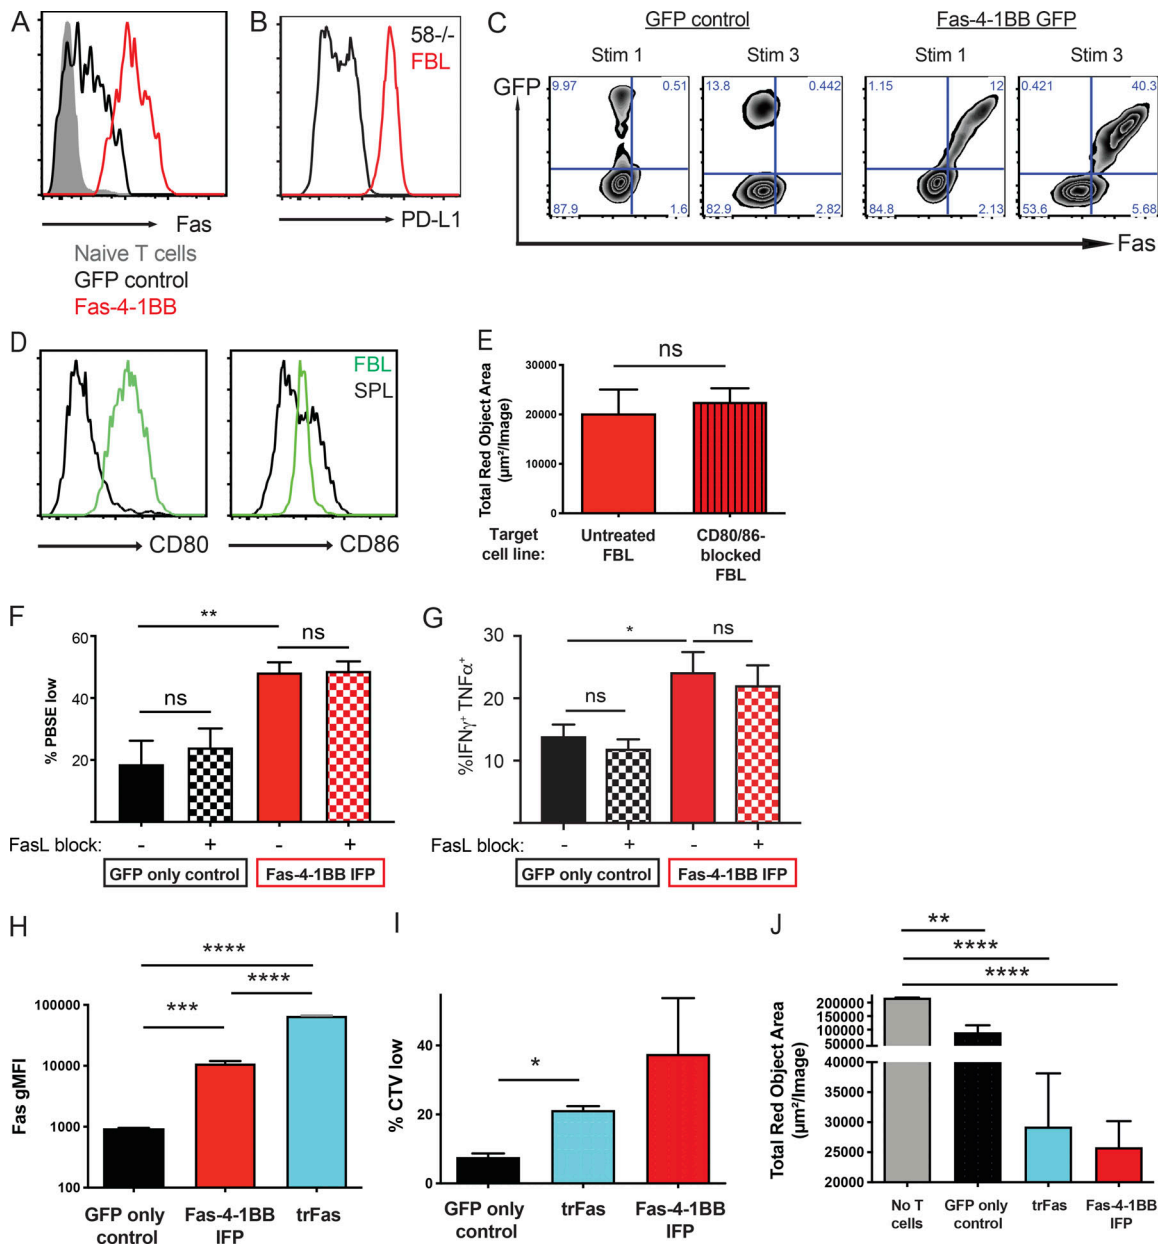 A
Fas
Naive T cells
GFP control
Fas-4-1BB
B
58-/-
FBL
PD-L1
C
GFP control
Fas-4-1BB GFP
Stim 1
Stim 3
Stim 1
Stim 3
GFP
9.97
0.51
87.9
1.6
13.8
0.442
82.9
2.82
1.15
12
84.8
2.13
0.421
40.3
53.6
5.68
Fas
D
FBL
SPL
CD80
CD86
E
ns
Total Red Object Area
(µm²/Image)
30000
20000
10000
Target
cell line:
Untreated
FBL
CD80/86-
blocked
FBL
F
**
ns
ns
% PBSE low
60
40
20
FasL block:
-
+
-
+
GFP only control
Fas-4-1BB IFP
G
*
ns
ns
%IFNγ⁺ TNFα⁺
30
20
10
FasL block:
-
+
-
+
GFP only control
Fas-4-1BB IFP
H
****
****
***
Fas gMFI
100000
10000
1000
100
GFP only
control
Fas-4-1BB
IFP
trFas
I
*
% CTV low
40
20
0
GFP only
control
trFas
Fas-4-1BB
IFP
J
**
****
****
Total Red Object Area
(µm²/Image)
200000
150000
100000
50000
40000
35000
30000
25000
20000
No T
cells
GFP only
control
trFas
Fas-4-1BB
IFP